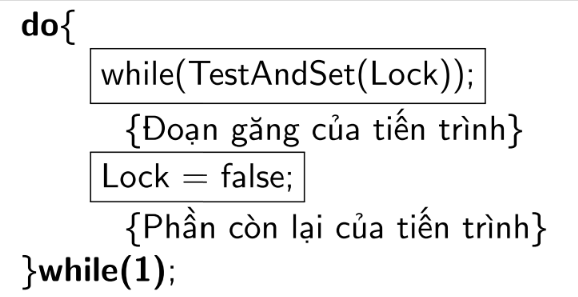 do{
while(TestAndSet(Lock));
{Đoạn găng của tiến trình}
Lock = false;
{Phần còn lại của tiến trình}
}while(1);